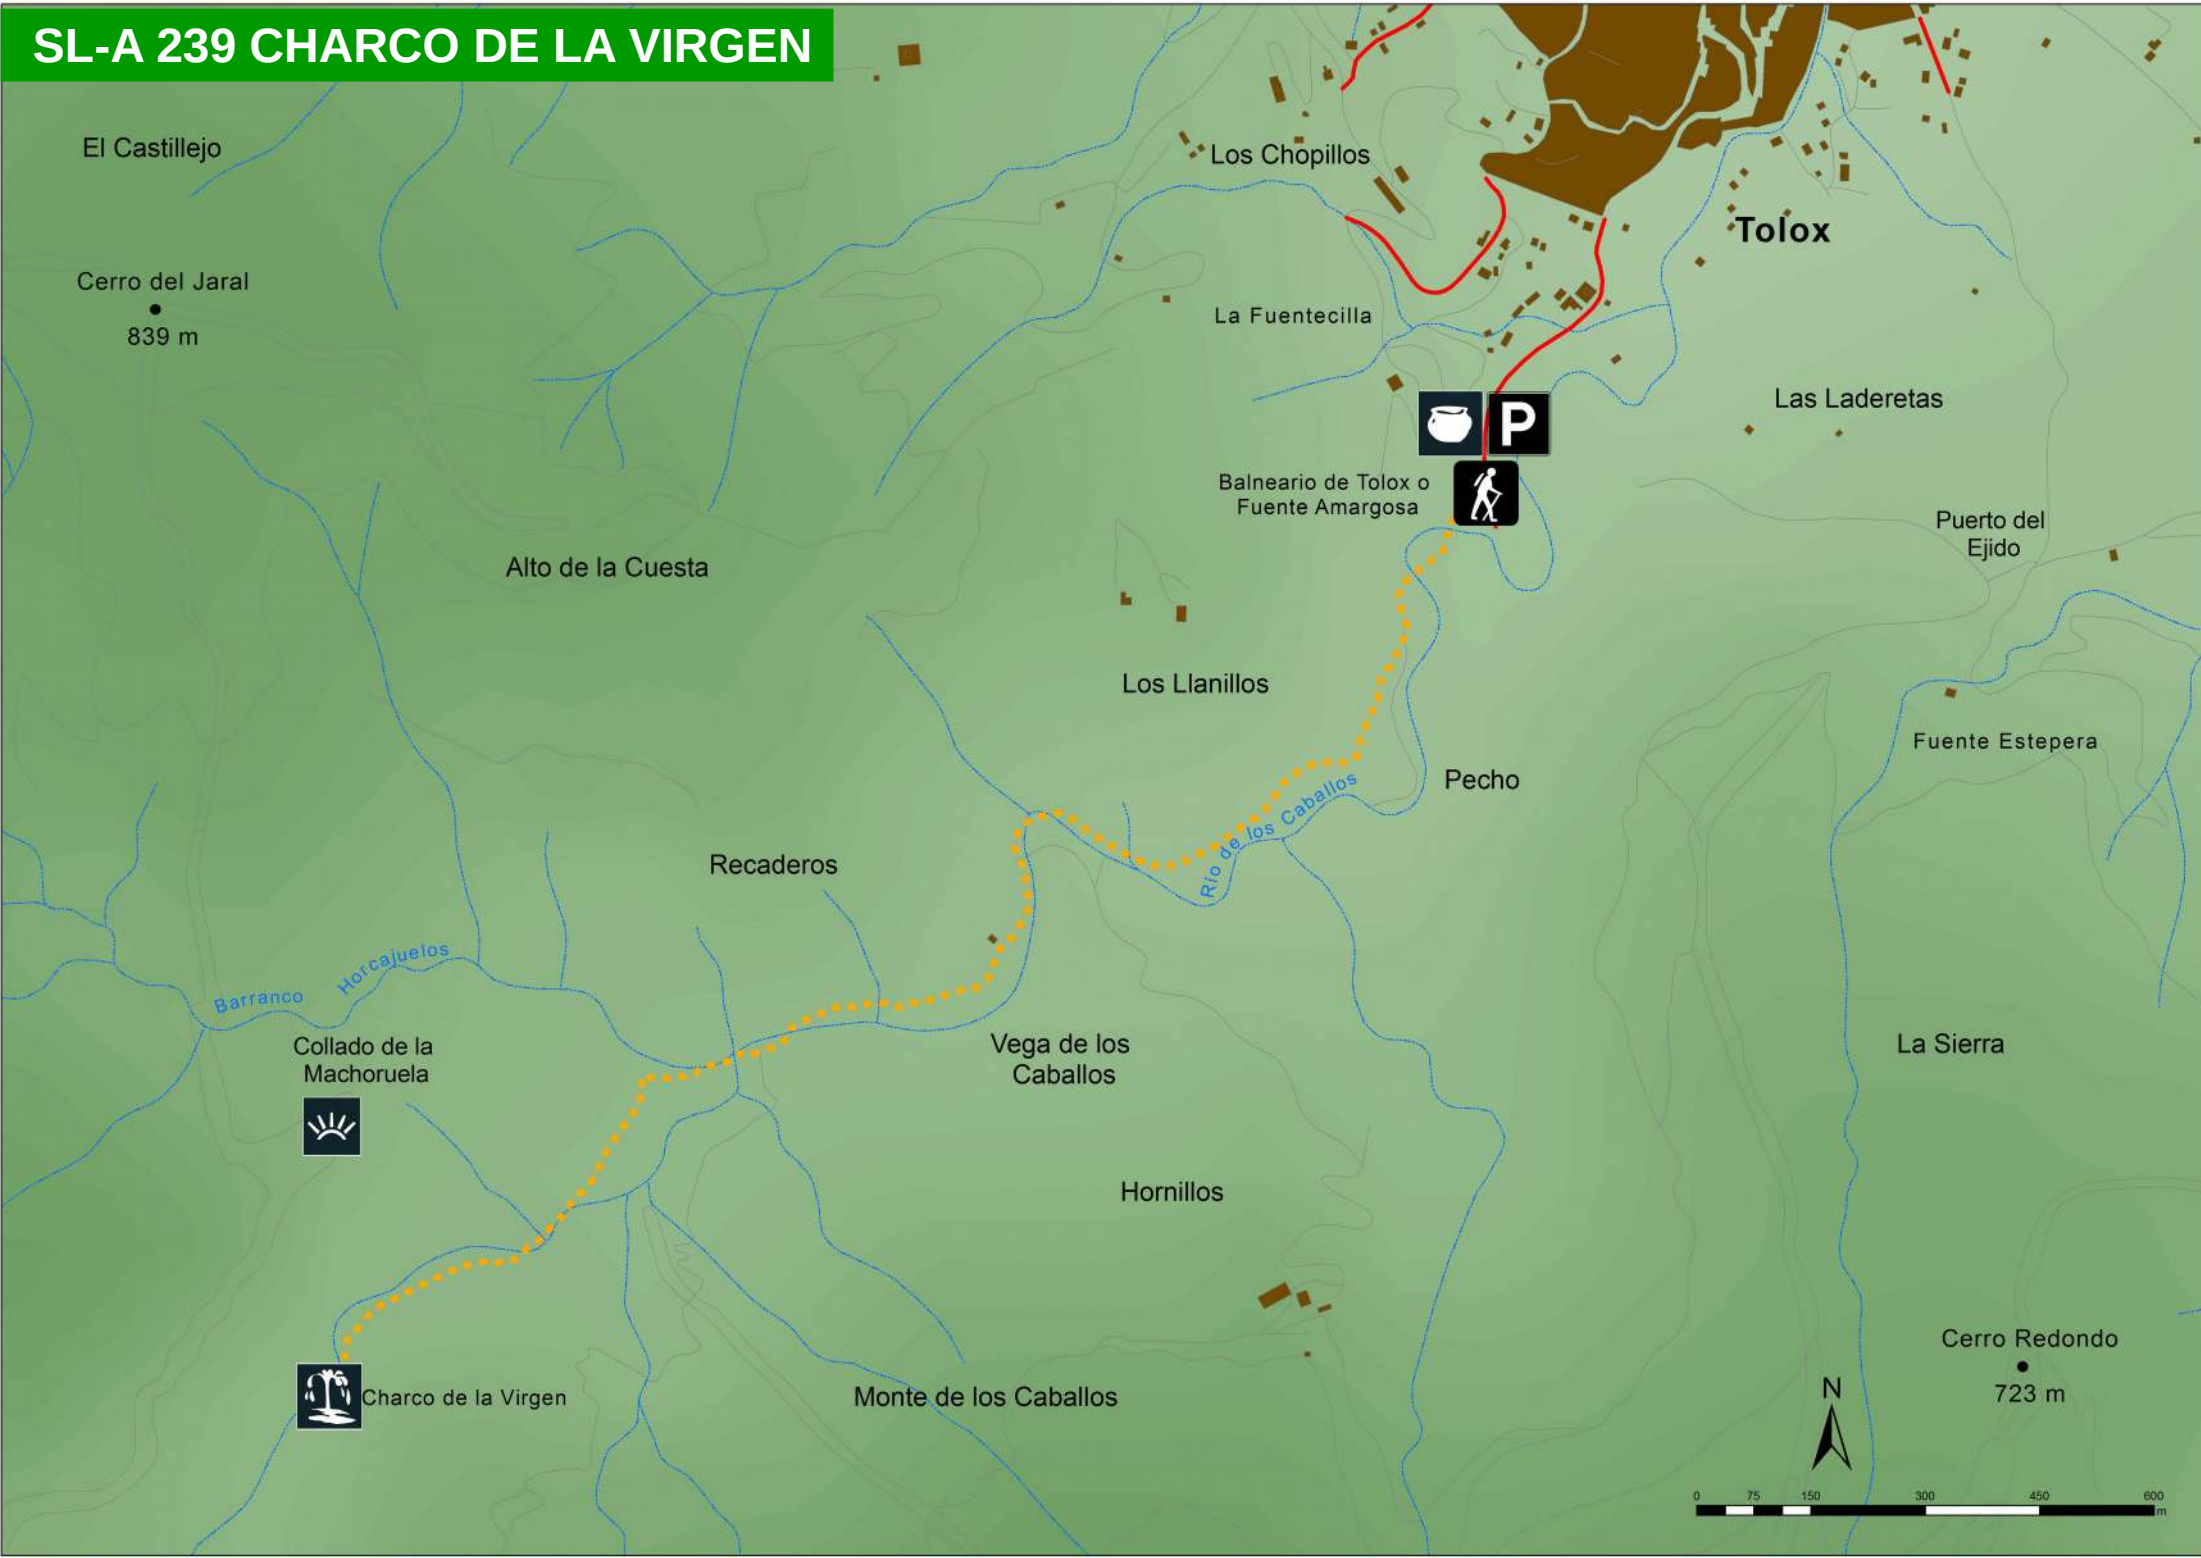 SL-A 239 CHARCO DE LA VIRGEN
El Castillejo
Los Chopillos
Tolox
Cerro del Jaral
839 m
La Fuentecilla
Las Laderetas
P
Balneario de Tolox o
Fuente Amargosa
Puerto del
Ejido
Alto de la Cuesta
Los Llanillos
Fuente Estepera
Pecho
Río de los Caballos
Recaderos
Barranco Horcajuelos
Collado de la
Machoruela
Vega de los
Caballos
La Sierra
Hornillos
Cerro Redondo
723 m
Charco de la Virgen
Monte de los Caballos
N
0 75 150 300 450 600
m